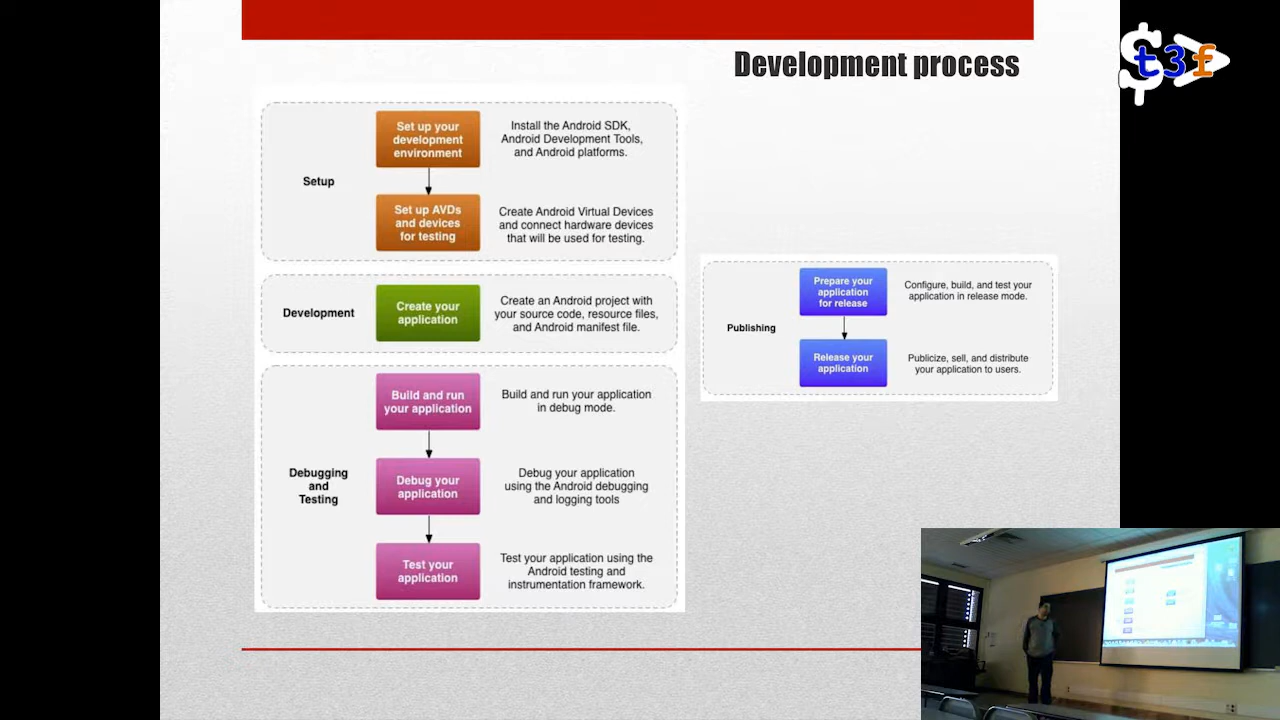 Development process
$ t3f
Setup
Set up your
development
environment
Install the Android SDK,
Android Development Tools,
and Android platforms.
Set up AVDs
and devices
for testing
Create Android Virtual Devices
and connect hardware devices
that will be used for testing.
Development
Create your
application
Create an Android project with
your source code, resource files,
and Android manifest file.
Debugging
and
Testing
Build and run
your application
Build and run your application
in debug mode.
Debug your
application
Debug your application
using the Android debugging
and logging tools
Test your
application
Test your application using the
Android testing and
instrumentation framework.
Publishing
Prepare your
application
for release
Configure, build, and test your
application in release mode.
Release your
application
Publicize, sell, and distribute
your application to users.